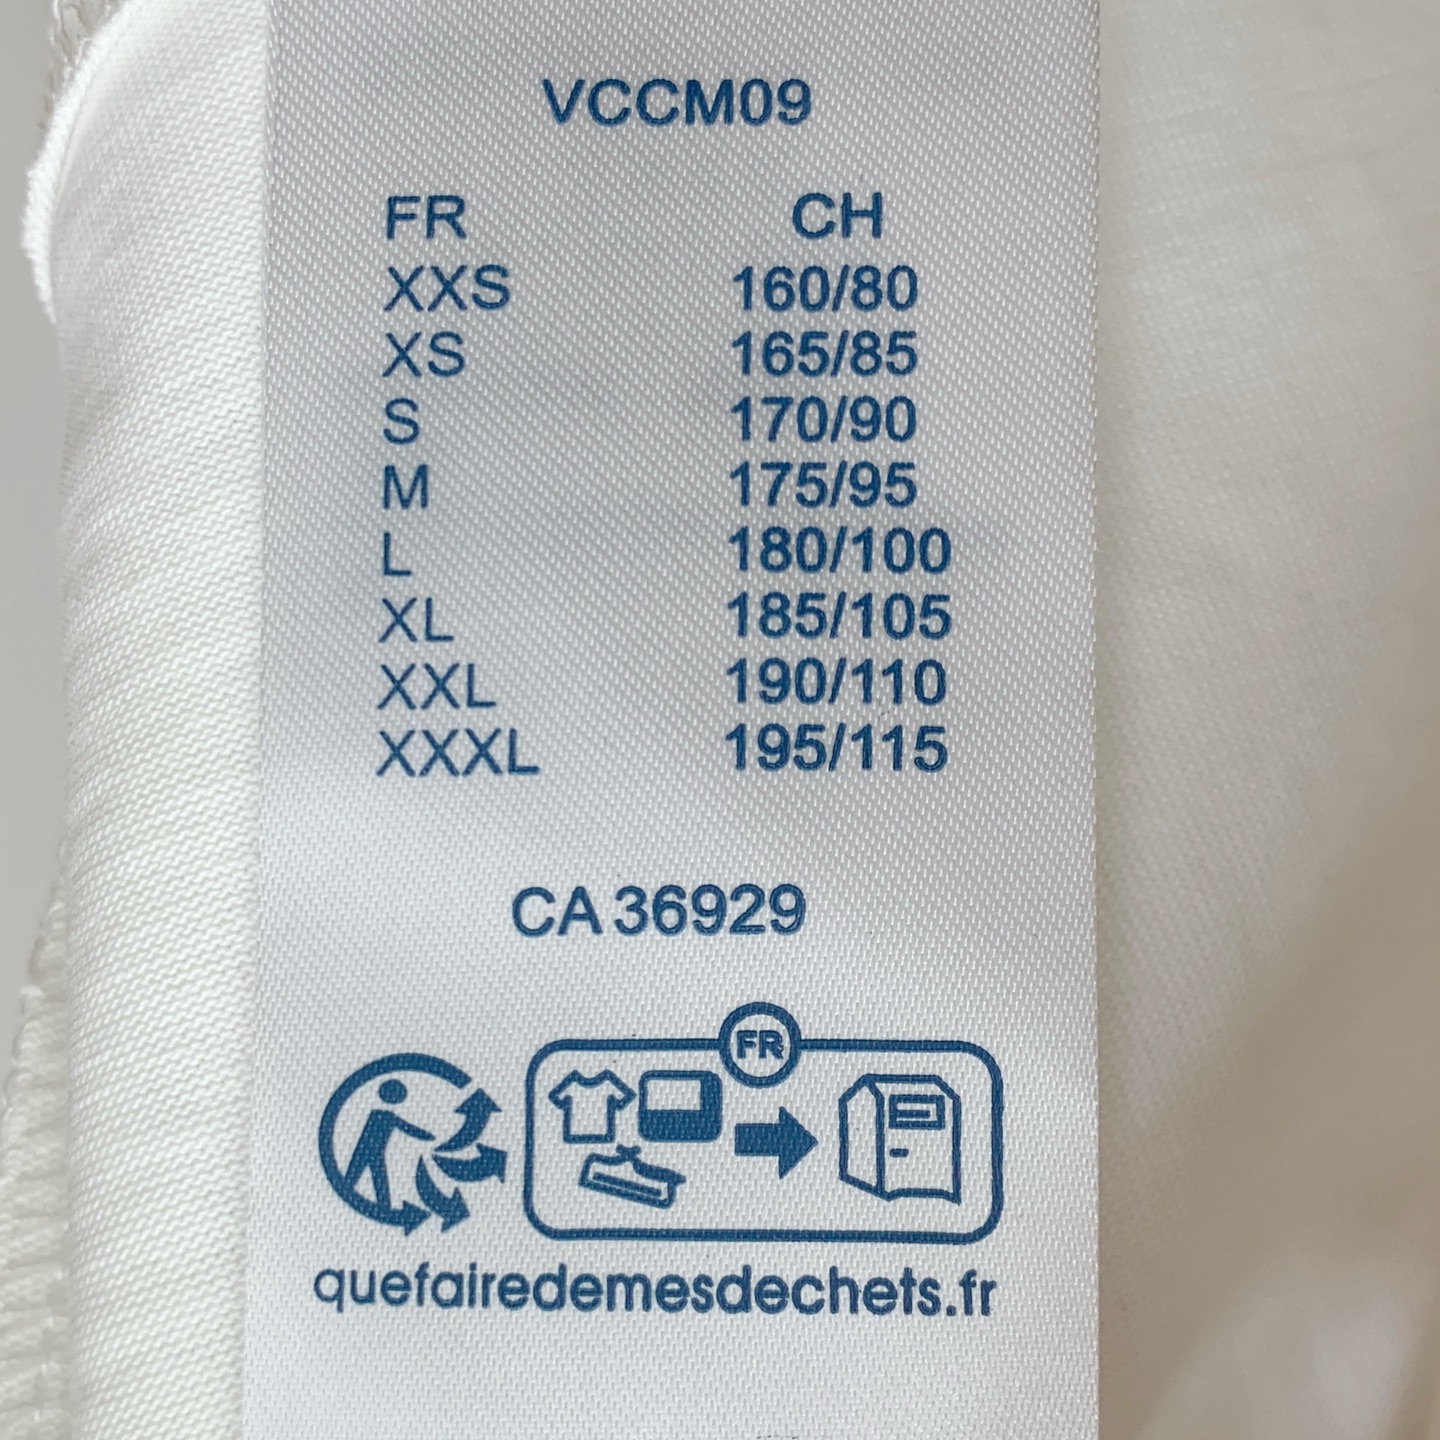 VCCM09
FR CH
XXS 160/80
XS 165/85
S 170/90
M 175/95
L 180/100
XL 185/105
XXL 190/110
XXXL 195/115
CA 36929
FR
quefairedemesdechets.fr